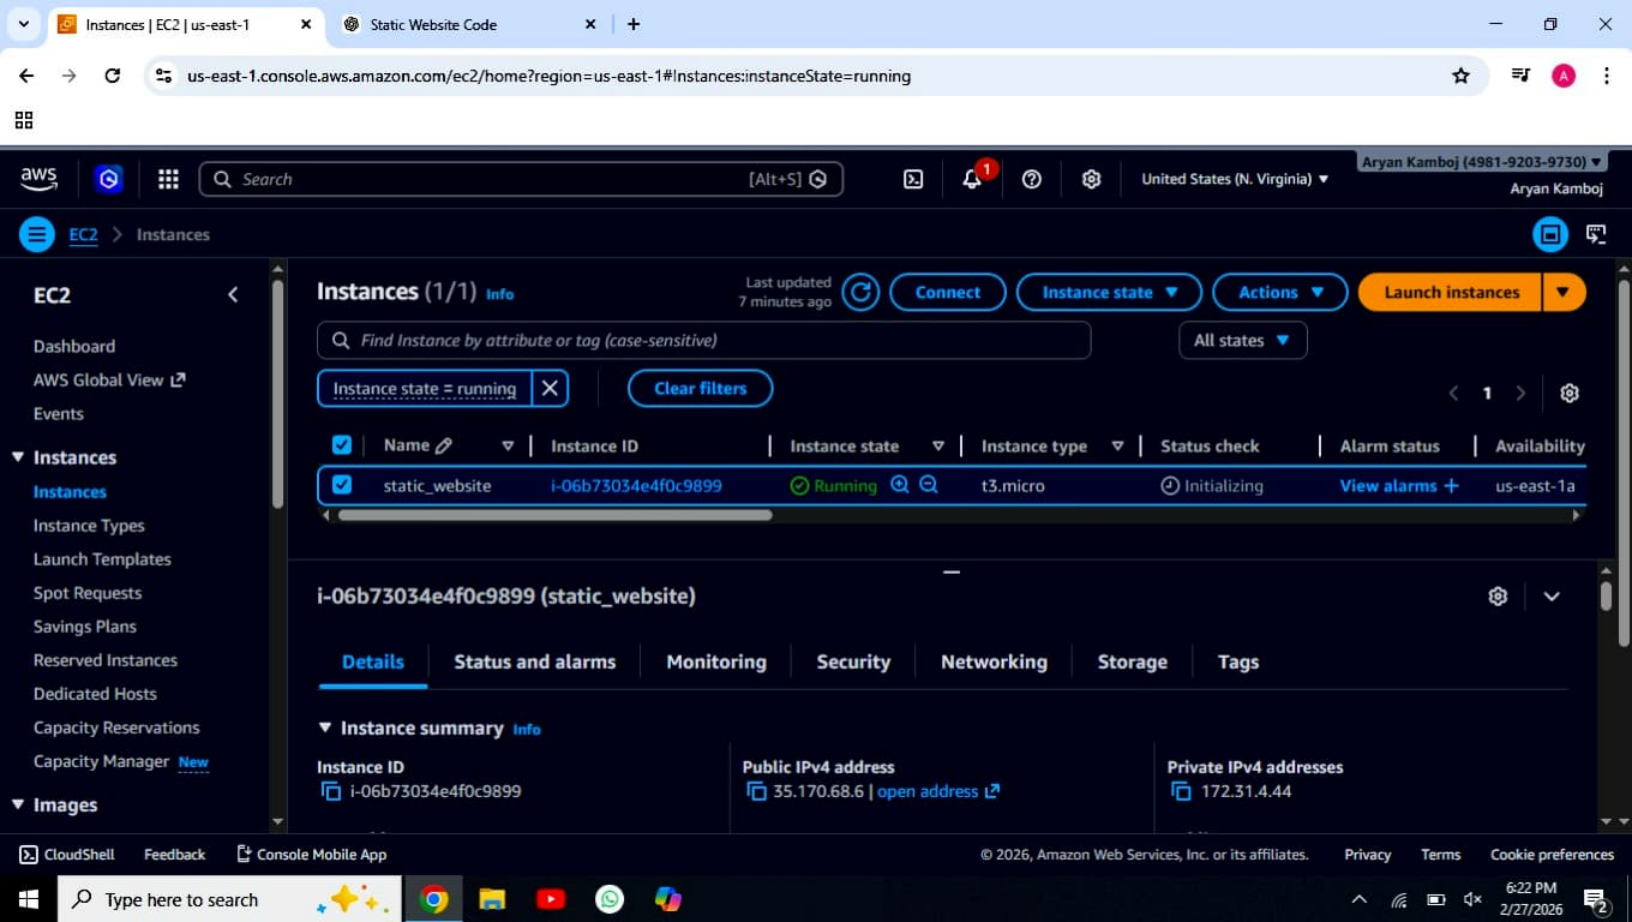 Instances | EC2 | us-east-1
Static Website Code
us-east-1.console.aws.amazon.com/ec2/home?region=us-east-1#Instances:instanceState=running
A
aws
Search
[Alt+S]
1
United States (N. Virginia)
Aryan Kamboj (4981-9203-9730)
Aryan Kamboj
EC2
Instances
EC2
Dashboard
AWS Global View
Events
Instances
Instances
Instance Types
Launch Templates
Spot Requests
Savings Plans
Reserved Instances
Dedicated Hosts
Capacity Reservations
Capacity Manager New
Images
Instances (1/1) Info
Last updated
7 minutes ago
Connect
Instance state
Actions
Launch instances
Find Instance by attribute or tag (case-sensitive)
All states
Instance state = running
Clear filters
1
Name Instance ID Instance state Instance type Status check Alarm status Availability
static_website i-06b73034e4f0c9899 Running t3.micro Initializing View alarms + us-east-1a
i-06b73034e4f0c9899 (static_website)
Details Status and alarms Monitoring Security Networking Storage Tags
Instance summary Info
Instance ID
i-06b73034e4f0c9899
Public IPv4 address
35.170.68.6 | open address
Private IPv4 addresses
172.31.4.44
CloudShell Feedback Console Mobile App
© 2026, Amazon Web Services, Inc. or its affiliates. Privacy Terms Cookie preferences
Type here to search
6:22 PM
2/27/2026
2